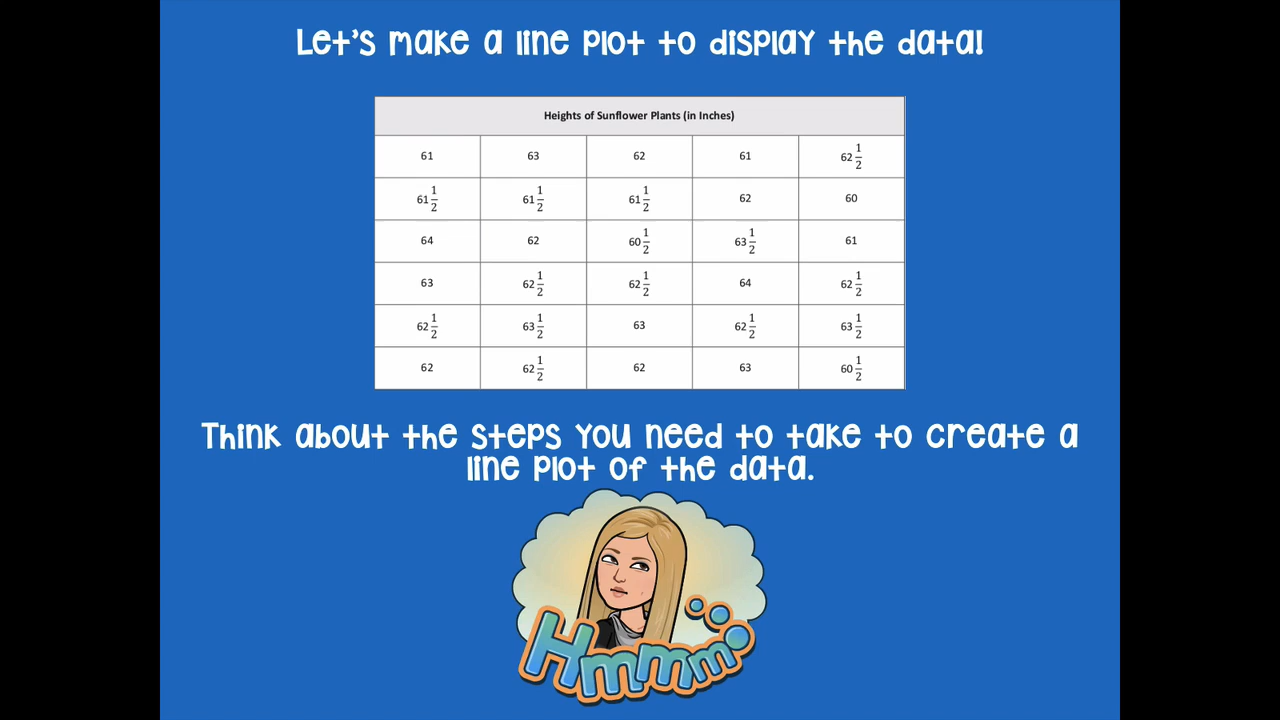 Let's make a line plot to display the data!
Heights of Sunflower Plants (in Inches)
61 63 62 61 62 1/2
61 1/2 61 1/2 61 1/2 62 60
64 62 60 1/2 63 1/2 61
63 62 1/2 62 1/2 64 62 1/2
62 1/2 63 1/2 63 62 1/2 63 1/2
62 62 1/2 62 63 60 1/2
Think about the steps you need to take to create a
line plot of the data.
Hmmm